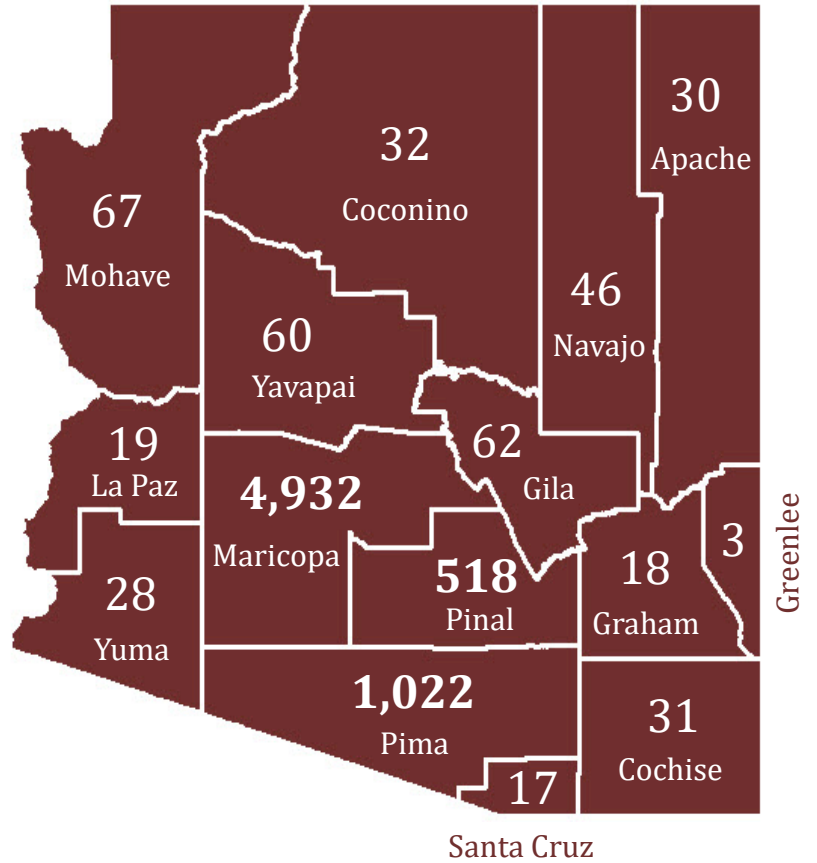 30
Apache
32
Coconino
67
Mohave
46
Navajo
60
Yavapai
19
La Paz
62
Gila
4,932
Maricopa
3
Greenlee
518
Pinal
18
Graham
28
Yuma
1,022
Pima
31
Cochise
17
Santa Cruz